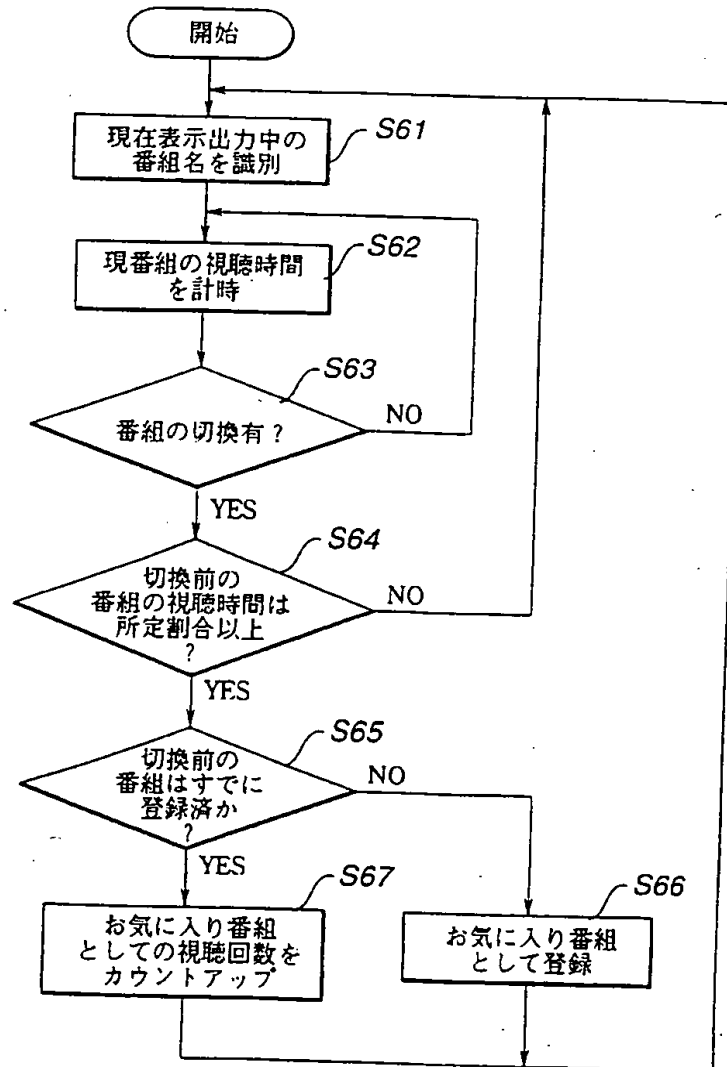 開始
現在表示出力中の
番組名を識別
S61
現番組の視聴時間
を計時
S62
S63
番組の切換有?
NO
YES
S64
切換前の
番組の視聴時間は
所定割合以上
?
NO
YES
S65
切換前の
番組はすでに
登録済か
?
NO
YES
S67
お気に入り番組
としての視聴回数を
カウントアップ
S66
お気に入り番組
として登録